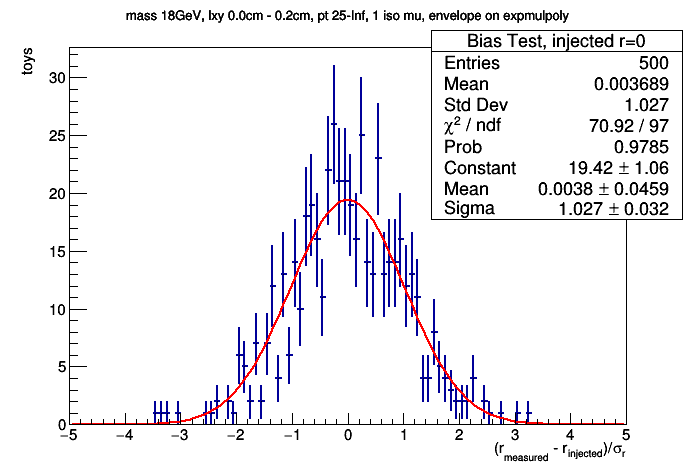 mass 18GeV, lxy 0.0cm - 0.2cm, pt 25-Inf, 1 iso mu, envelope on expmulpoly
Bias Test, injected r=0
Entries 500
Mean 0.003689
Std Dev 1.027
χ² / ndf 70.92 / 97
Prob 0.9785
Constant 19.42 ± 1.06
Mean 0.0038 ± 0.0459
Sigma 1.027 ± 0.032
toys
30
25
20
15
10
5
0
−5 −4 −3 −2 −1 0 1 2 3 4 5
(r_measured - r_injected)/σ_r